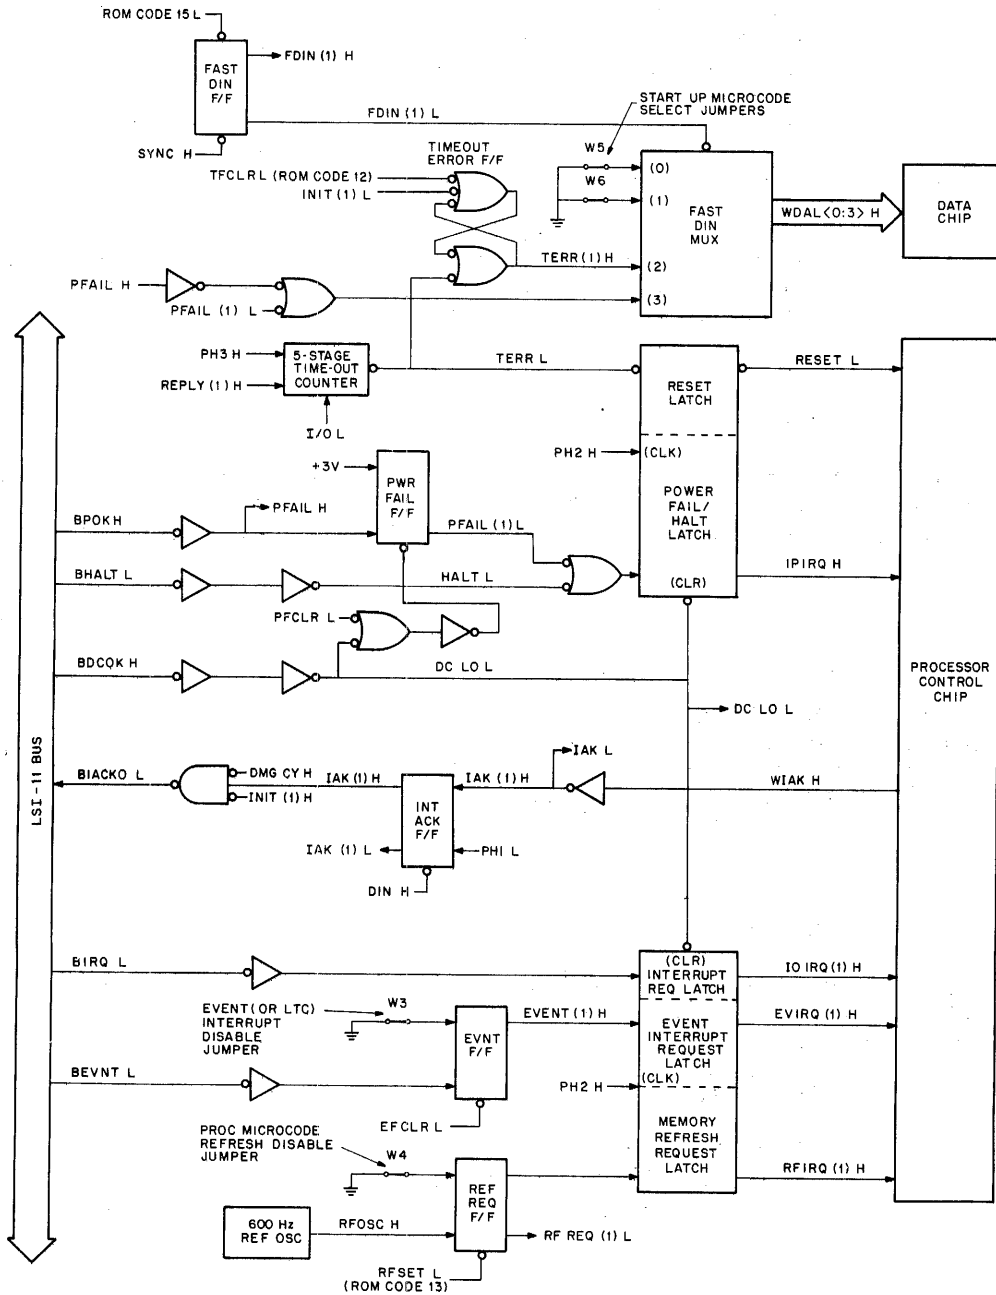 ROM CODE 15 L
FAST
DIN
F/F
FDIN (1) H
FDIN (1) L
SYNC H
START UP MICROCODE
SELECT JUMPERS
TIMEOUT
ERROR F/F
TFCLR L (ROM CODE 12)
INIT (1) L
W5
W6
(0)
(1)
(2)
(3)
FAST
DIN
MUX
WDAL<0:3> H
DATA
CHIP
TERR (1) H
PFAIL H
PFAIL (1) L
PH3 H
REPLY (1) H
5-STAGE
TIME-OUT
COUNTER
I/O L
TERR L
RESET
LATCH
RESET L
+3V
PWR
FAIL
F/F
PH2 H
(CLK)
POWER
FAIL/
HALT
LATCH
(CLR)
BPOK H
PFAIL H
PFAIL (1) L
BHALT L
HALT L
IPIRQ H
PFCLR L
BDCOK H
DC LO L
DC LO L
PROCESSOR
CONTROL
CHIP
LSI-11 BUS
BIACKO L
DMG CY H
IAK (1) H
INIT (1) H
IAK (1) L
INT
ACK
F/F
IAK (1) H
IAK L
WIAK H
PH1 L
DIN H
BIRQ L
(CLR)
INTERRUPT
REQ LATCH
IOIRQ (1) H
EVENT (OR LTC)
INTERRUPT
DISABLE
JUMPER
W3
EVNT
F/F
EVENT (1) H
EVENT
INTERRUPT
REQUEST
LATCH
(CLK)
EVIRQ (1) H
BEVNT L
PH2 H
EFCLR L
PROC MICROCODE
REFRESH DISABLE
JUMPER
W4
REF
REQ
F/F
MEMORY
REFRESH
REQUEST
LATCH
RFIRQ (1) H
600 Hz
REF OSC
RFOSC H
RF REQ (1) L
RFSET L
(ROM CODE 13)